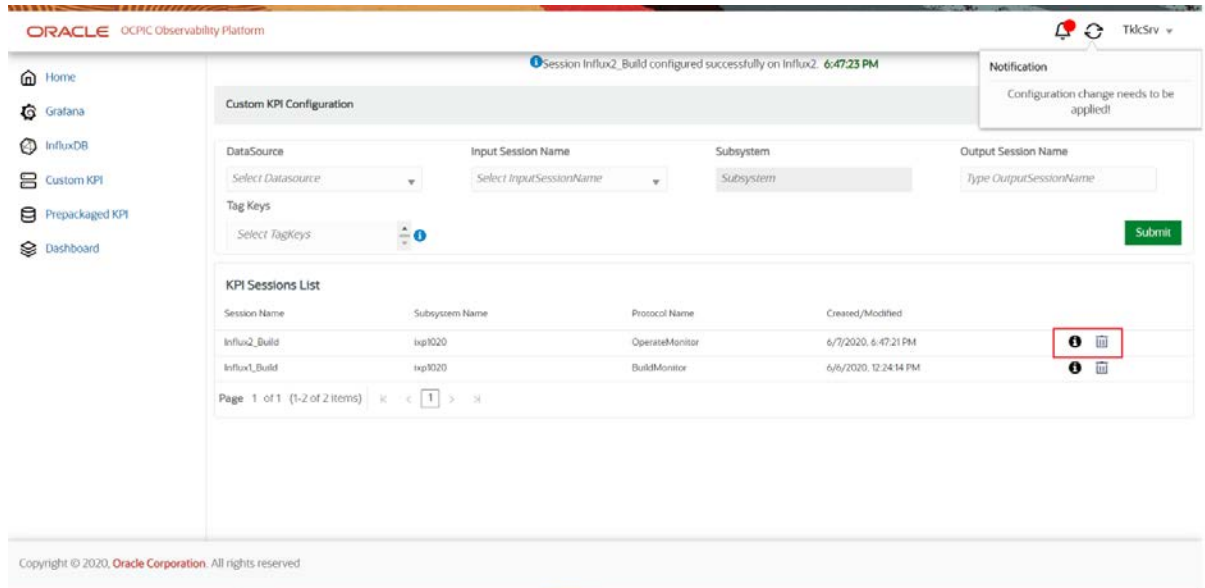 ORACLE OCPIC Observability Platform
TklcSrv
Session Influx2_Build configured successfully on Influx2. 6:47:23 PM
Notification
Configuration change needs to be
applied!
Home
Grafana
InfluxDB
Custom KPI
Prepackaged KPI
Dashboard
Custom KPI Configuration
DataSource Input Session Name Subsystem Output Session Name
Select Datasource Select InputSessionName Subsystem Type OutputSessionName
Tag Keys
Select TagKeys
Submit
KPI Sessions List
Session Name Subsystem Name Protocol Name Created/Modified
Influx2_Build ixp1020 OperateMonitor 6/7/2020, 6:47:21 PM
Influx1_Build ixp1020 BuildMonitor 6/6/2020, 12:24:14 PM
Page 1 of 1 (1-2 of 2 items) K < 1 > >|
Copyright © 2020, Oracle Corporation. All rights reserved